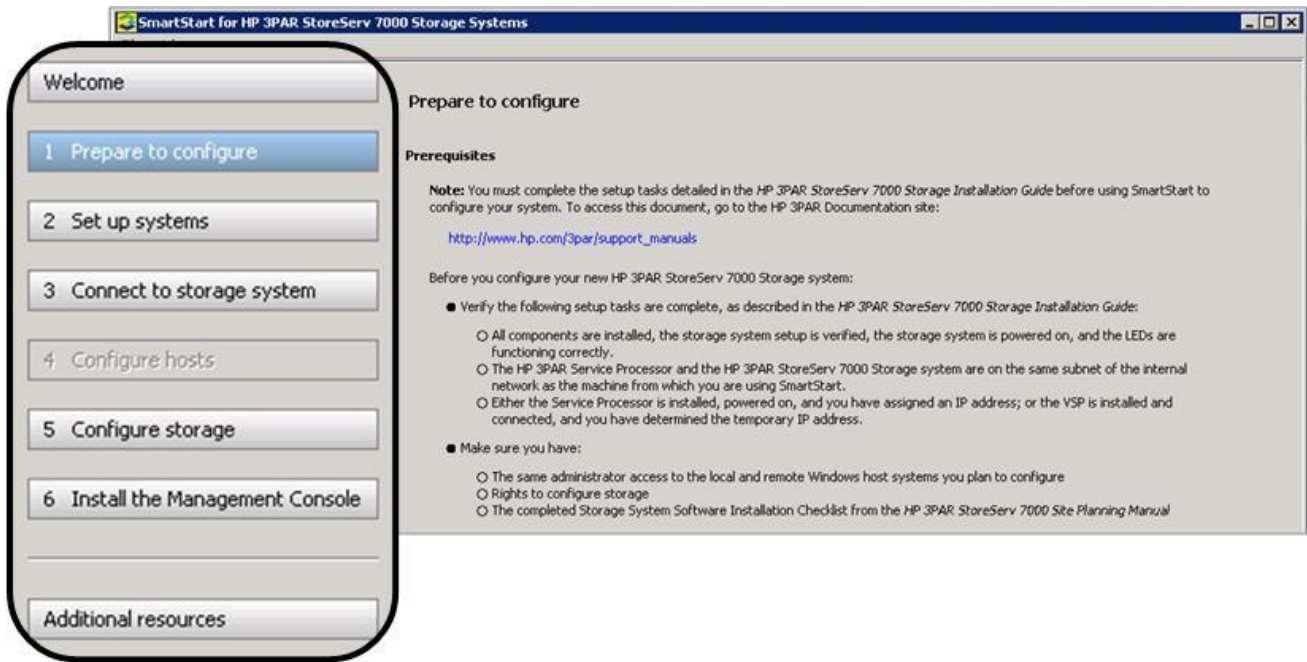 SmartStart for HP 3PAR StoreServ 7000 Storage Systems
Welcome
1 Prepare to configure
2 Set up systems
3 Connect to storage system
4 Configure hosts
5 Configure storage
6 Install the Management Console
Additional resources
Prepare to configure
Prerequisites
Note: You must complete the setup tasks detailed in the HP 3PAR StoreServ 7000 Storage Installation Guide before using SmartStart to
configure your system. To access this document, go to the HP 3PAR Documentation site:
http://www.hp.com/3par/support_manuals
Before you configure your new HP 3PAR StoreServ 7000 Storage system:
● Verify the following setup tasks are complete, as described in the HP 3PAR StoreServ 7000 Storage Installation Guide:
○ All components are installed, the storage system setup is verified, the storage system is powered on, and the LEDs are
functioning correctly.
○ The HP 3PAR Service Processor and the HP 3PAR StoreServ 7000 Storage system are on the same subnet of the internal
network as the machine from which you are using SmartStart.
○ Either the Service Processor is installed, powered on, and you have assigned an IP address; or the VSP is installed and
connected, and you have determined the temporary IP address.
● Make sure you have:
○ The same administrator access to the local and remote Windows host systems you plan to configure
○ Rights to configure storage
○ The completed Storage System Software Installation Checklist from the HP 3PAR StoreServ 7000 Site Planning Manual